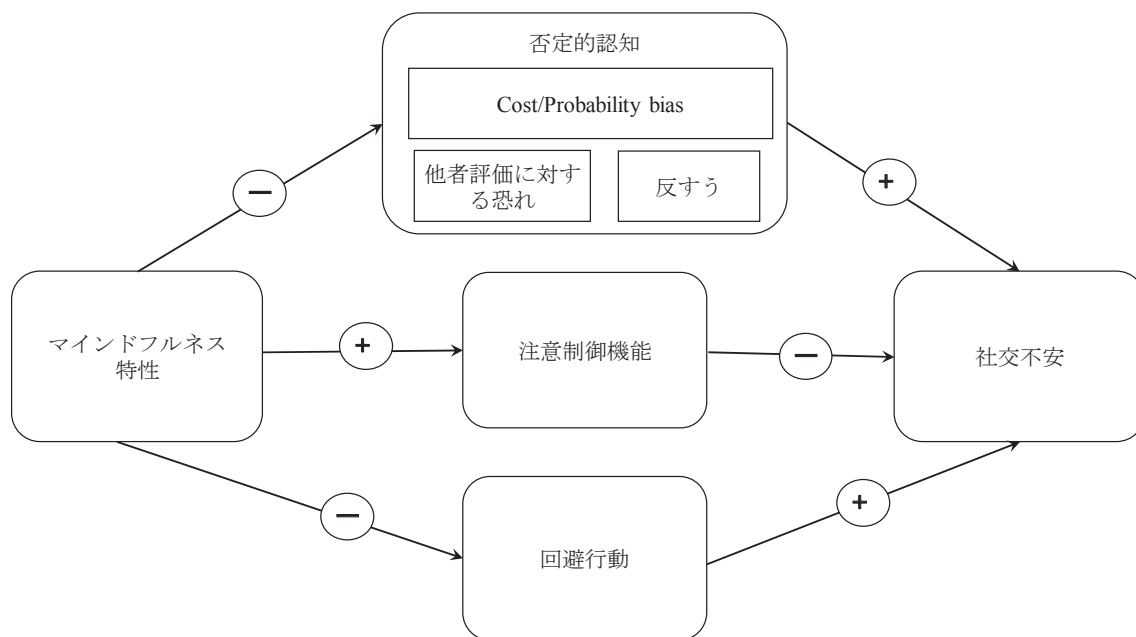 否定的認知
Cost/Probability bias
他者評価に対す
る恐れ
反すう
−
+
マインドフルネス
特性
+
注意制御機能
−
社交不安
−
+
回避行動